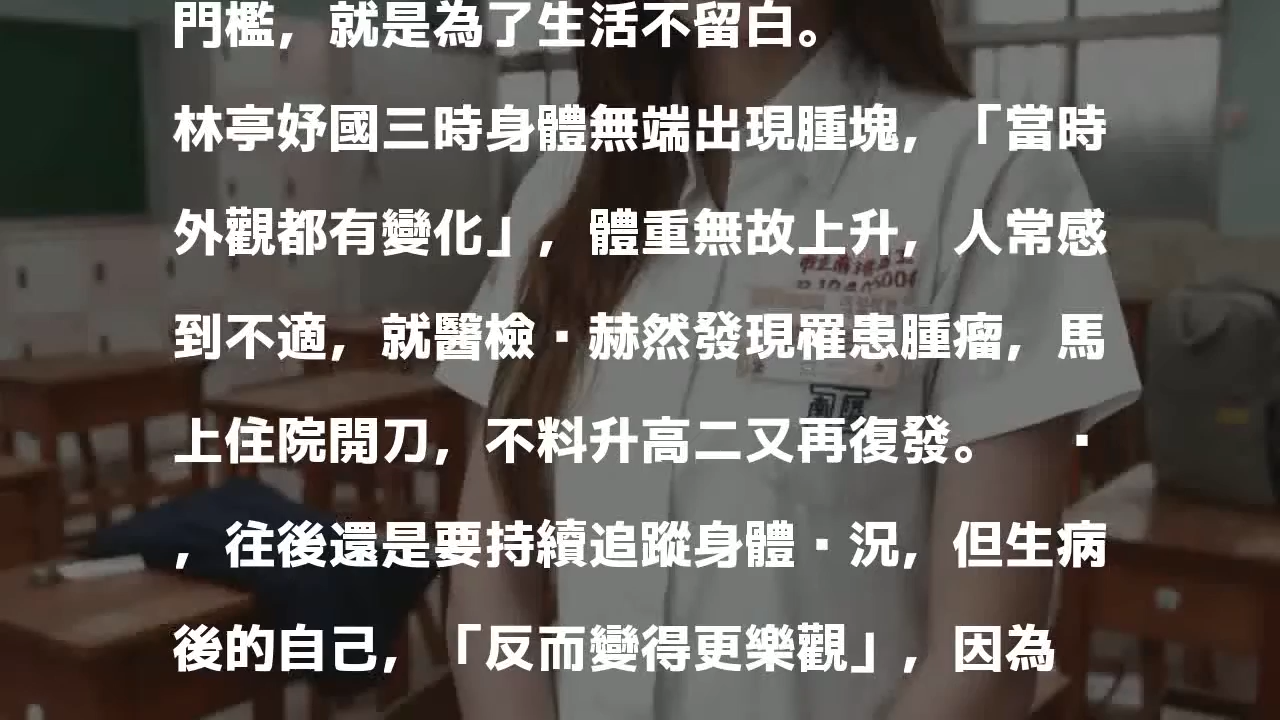 門檻，就是為了生活不留白。
林亭妤國三時身體無端出現腫塊，「當時
外觀都有變化」，體重無故上升，人常感
到不適，就醫檢·赫然發現罹患腫瘤，馬
上住院開刀，不料升高二又再復發。　·
，往後還是要持續追蹤身體·況，但生病
後的自己，「反而變得更樂觀」，因為
南港